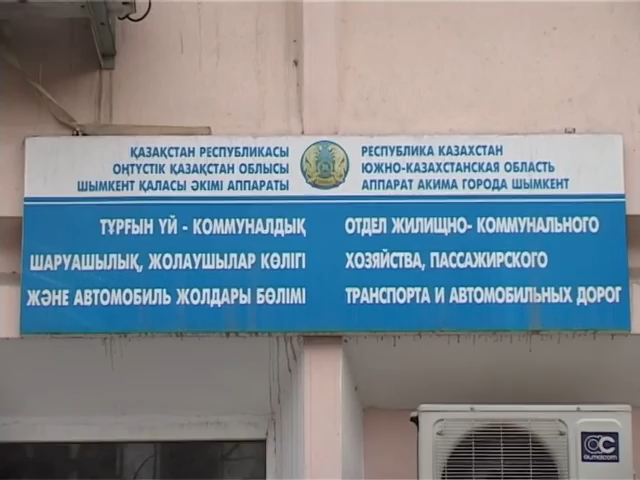 ҚАЗАҚСТАН РЕСПУБЛИКАСЫ
ОҢТҮСТІК ҚАЗАҚСТАН ОБЛЫСЫ
ШЫМКЕНТ ҚАЛАСЫ ӘКІМІ АППАРАТЫ
РЕСПУБЛИКА КАЗАХСТАН
ЮЖНО-КАЗАХСТАНСКАЯ ОБЛАСТЬ
АППАРАТ АКИМА ГОРОДА ШЫМКЕНТ
ТҰРҒЫН ҮЙ - КОММУНАЛДЫҚ
ШАРУАШЫЛЫҚ, ЖОЛАУШЫЛАР КӨЛІГІ
ЖӘНЕ АВТОМОБИЛЬ ЖОЛДАРЫ БӨЛІМІ
ОТДЕЛ ЖИЛИЩНО- КОММУНАЛЬНОГО
ХОЗЯЙСТВА, ПАССАЖИРСКОГО
ТРАНСПОРТА И АВТОМОБИЛЬНЫХ ДОРОГ